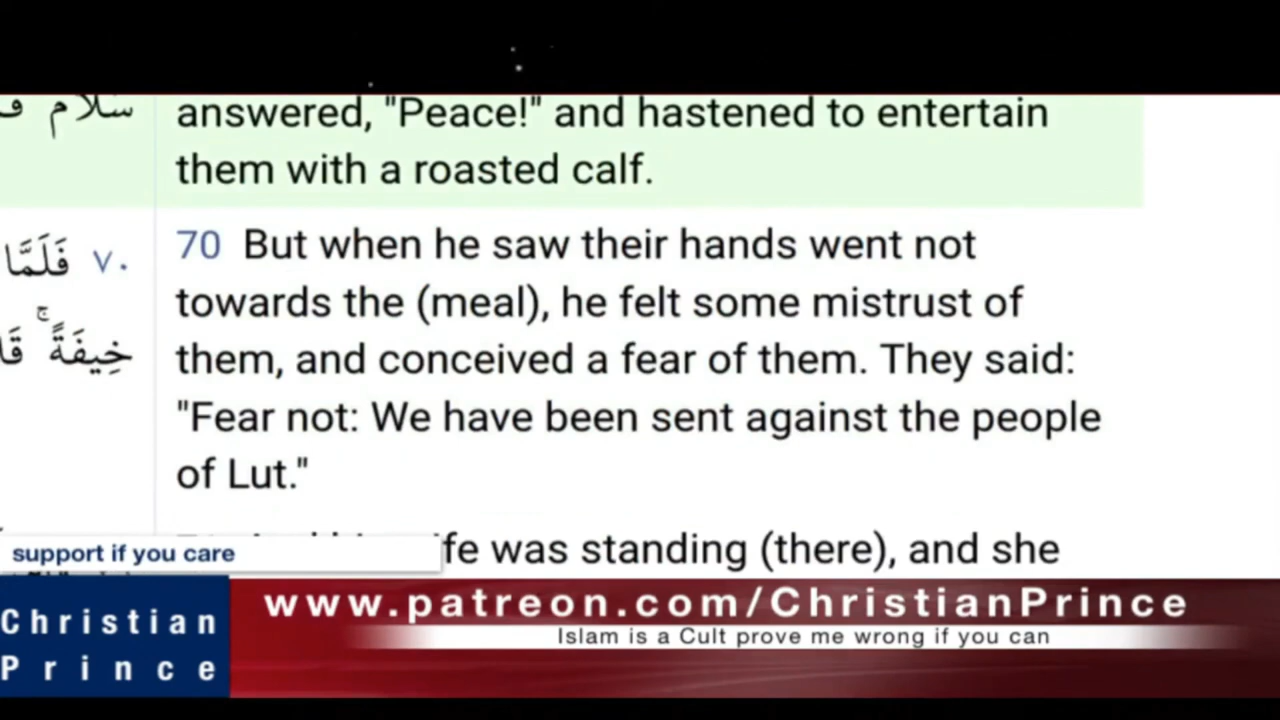 سَلَامٌ
answered, "Peace!" and hastened to entertain
them with a roasted calf.
٧٠ فَلَمَّا
خِيفَةً ۚ
70 But when he saw their hands went not
towards the (meal), he felt some mistrust of
them, and conceived a fear of them. They said:
"Fear not: We have been sent against the people
of Lut."
was standing (there), and she
support if you care
Christian
Prince
www.patreon.com/ChristianPrince
Islam is a Cult prove me wrong if you can